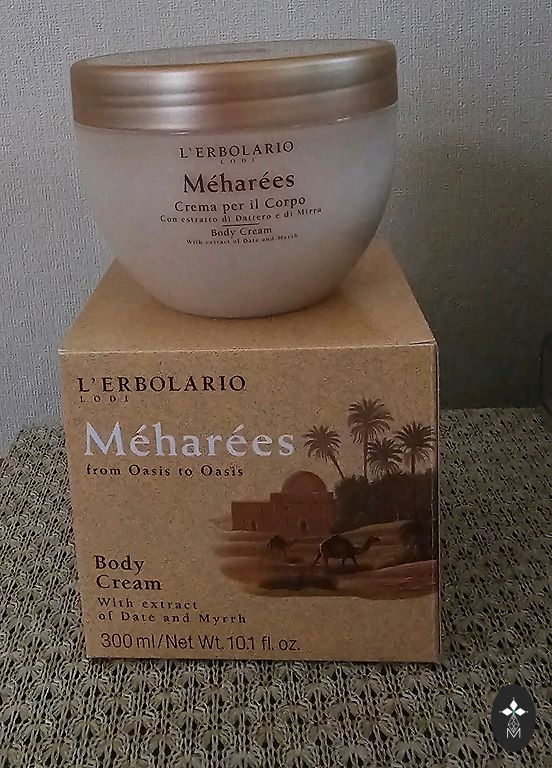 L'ERBOLARIO
LODI
Méharées
Crema per il Corpo
Con estratto di Dattero e di Mirra
Body Cream
With extract of Date and Myrrh
L'ERBOLARIO
LODI
Méharées
from Oasis to Oasis
Body
Cream
With extract
of Date and Myrrh
300 ml/Net Wt. 10.1 fl. oz.
M